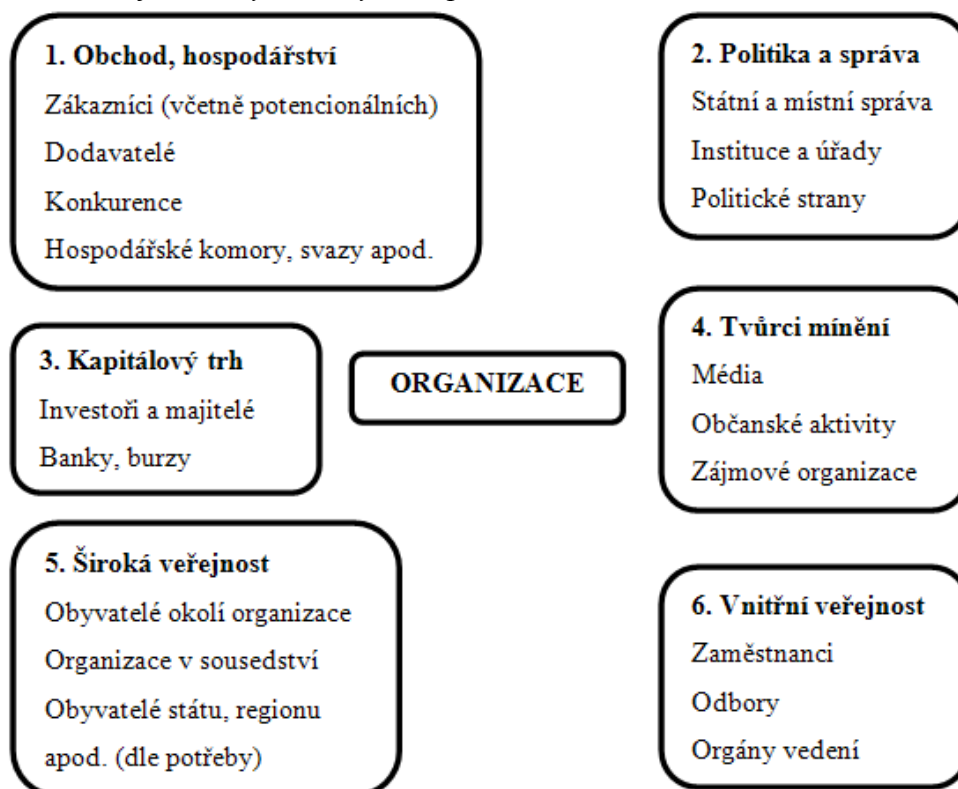 1. Obchod, hospodářství
Zákazníci (včetně potencionálních)
Dodavatelé
Konkurence
Hospodářské komory, svazy apod.
2. Politika a správa
Státní a místní správa
Instituce a úřady
Politické strany
3. Kapitálový trh
Investoři a majitelé
Banky, burzy
ORGANIZACE
4. Tvůrci mínění
Média
Občanské aktivity
Zájmové organizace
5. Široká veřejnost
Obyvatelé okolí organizace
Organizace v sousedství
Obyvatelé státu, regionu
apod. (dle potřeby)
6. Vnitřní veřejnost
Zaměstnanci
Odbory
Orgány vedení